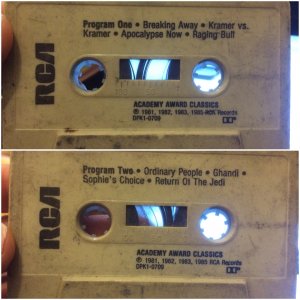 Program One • Breaking Away • Kramer vs.
Kramer • Apocalypse Now • Raging Bull
RCA
ACADEMY AWARD CLASSICS
℗ 1981, 1982, 1983, 1985 RCA Records
DPK1-0709
Program Two • Ordinary People • Ghandi •
Sophie's Choice • Return Of The Jedi
RCA
ACADEMY AWARD CLASSICS
℗ 1981, 1982, 1983, 1985 RCA Records
DPK1-0709